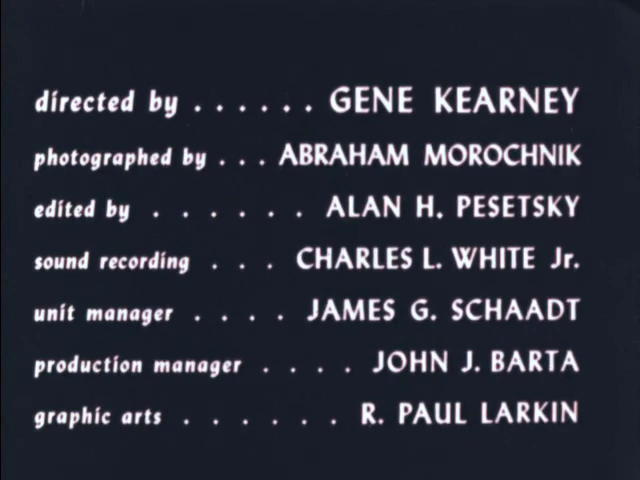 directed by . . . . . . GENE KEARNEY
photographed by . . . ABRAHAM MOROCHNIK
edited by . . . . . . ALAN H. PESETSKY
sound recording . . . CHARLES L. WHITE Jr.
unit manager . . . . JAMES G. SCHAADT
production manager . . . . JOHN J. BARTA
graphic arts . . . . . . R. PAUL LARKIN